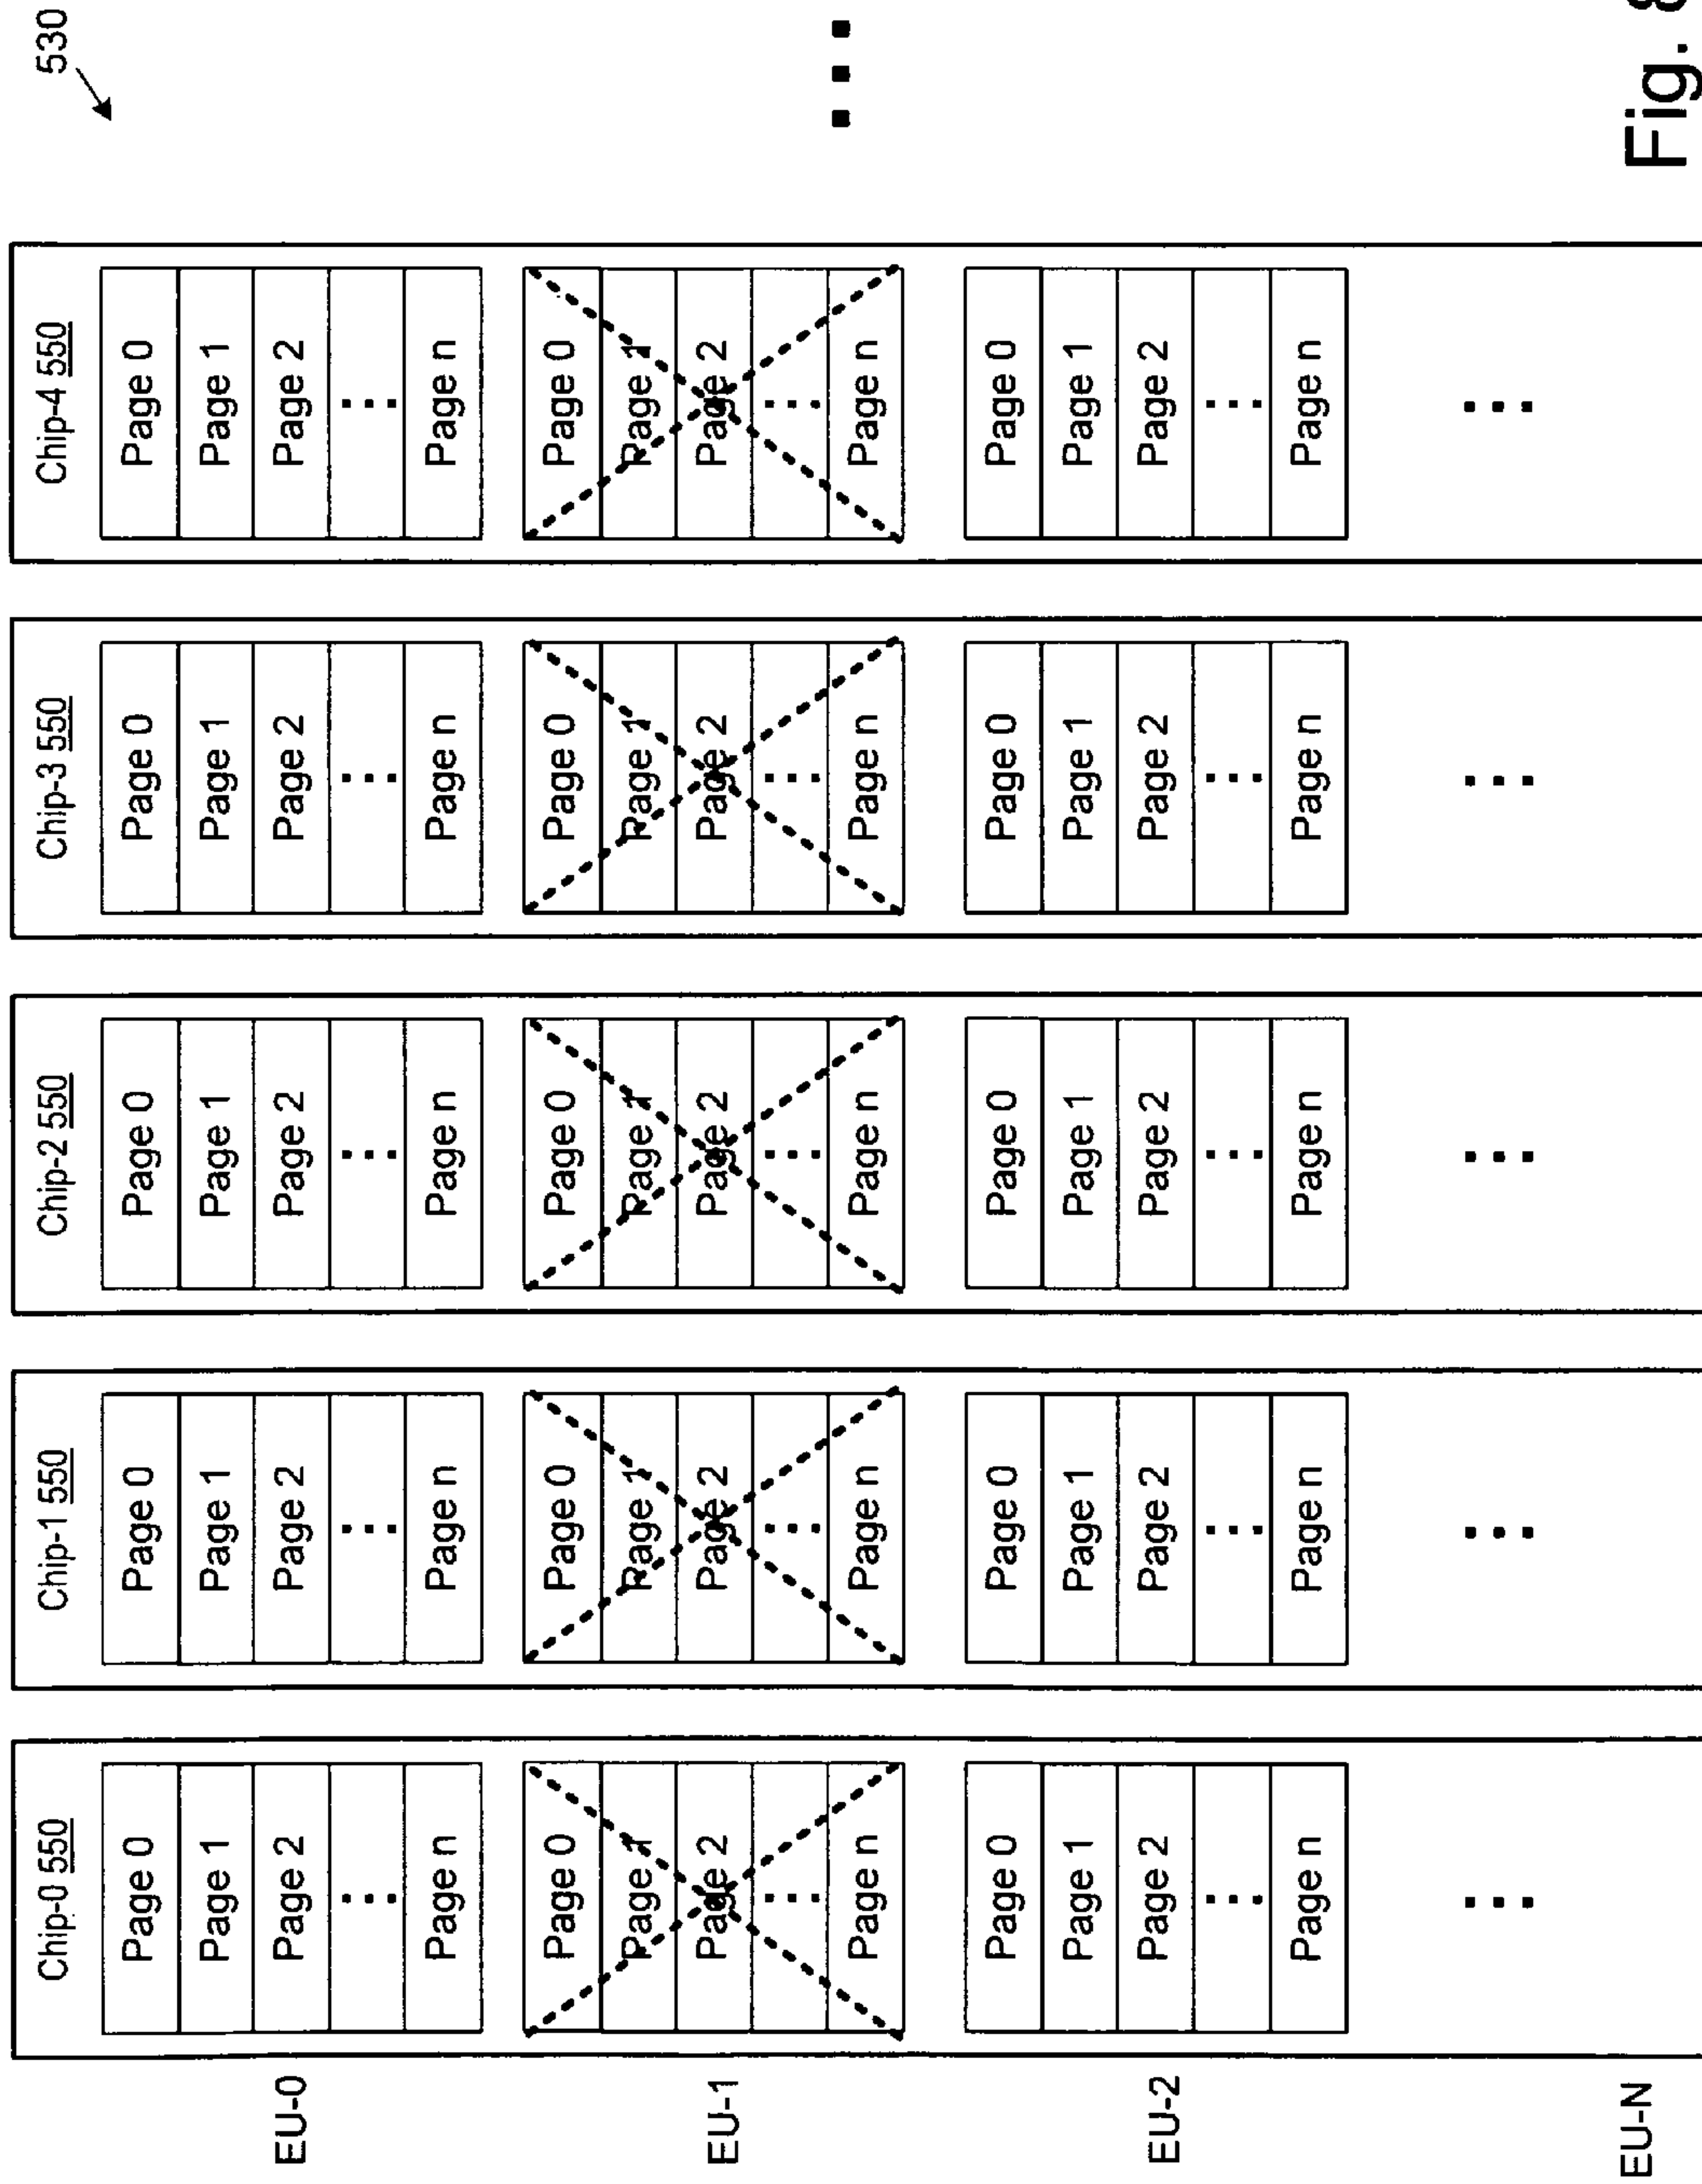 530
Chip-0 550 Chip-1 550 Chip-2 550 Chip-3 550 Chip-4 550
Page 0 Page 0 Page 0 Page 0 Page 0
Page 1 Page 1 Page 1 Page 1 Page 1
EU-0 Page 2 Page 2 Page 2 Page 2 Page 2
Page n Page n Page n Page n Page n
Page 0 Page 0 Page 0 Page 0 Page 0
Page 1 Page 1 Page 1 Page 1 Page 1
EU-1 Page 2 Page 2 Page 2 Page 2 Page 2
Page n Page n Page n Page n Page n
Page 0 Page 0 Page 0 Page 0 Page 0
Page 1 Page 1 Page 1 Page 1 Page 1
EU-2 Page 2 Page 2 Page 2 Page 2 Page 2
Page n Page n Page n Page n Page n
EU-N
Fig. 8